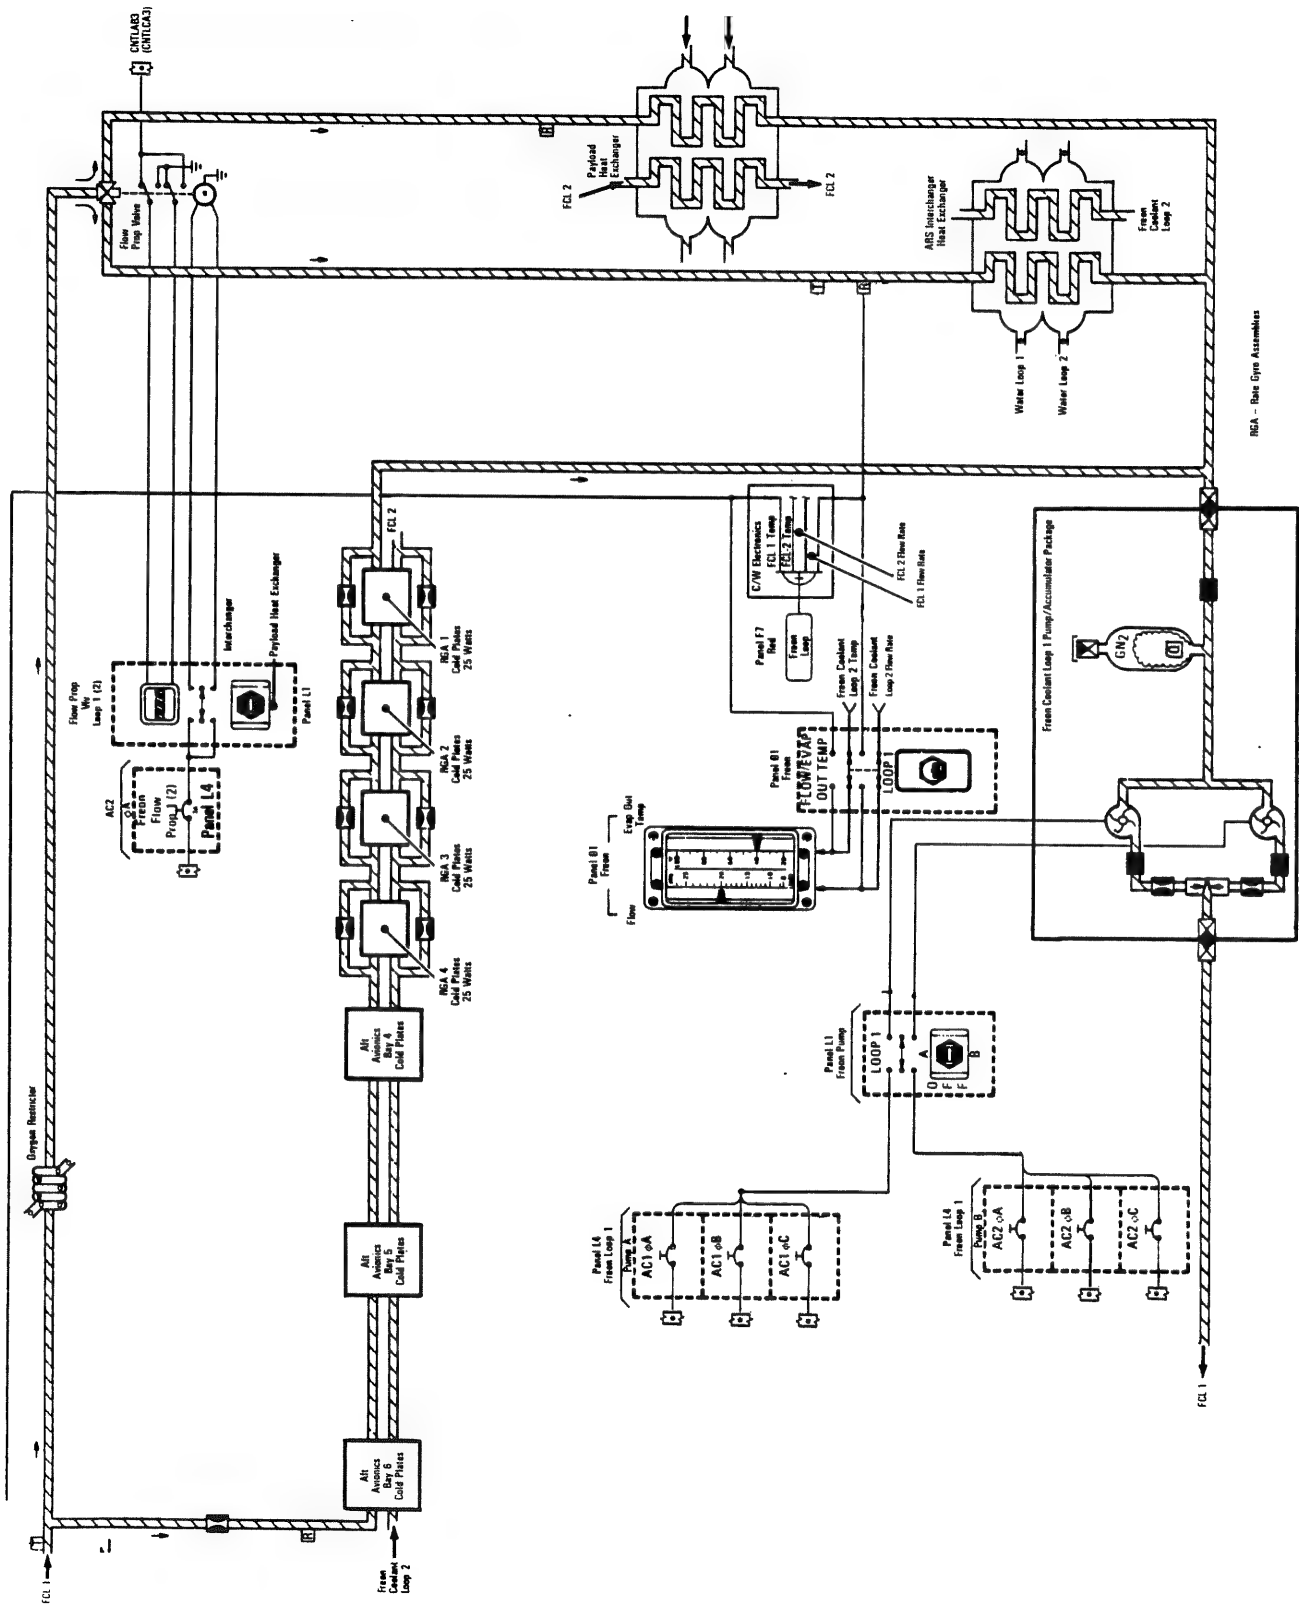 CNTLAB3
(CNTLCA3)
Flow
Prop Valve
FCL 2
Payload
Heat
Exchanger
FCL 2
R
ARS Interchanger
Heat Exchanger
Freon
Coolant
Loop 2
T
R
Water Loop 1
Water Loop 2
RGA – Rate Gyro Assemblies
Flow Prop
Vlv
Loop 1 (2)
Interchanger
Payload Heat Exchanger
Panel L1
AC2
ϕA
Freon
Flow
Prop 1 (2)
Panel L4
FCL 2
RGA 1
Cold Plates
25 Watts
RGA 2
Cold Plates
25 Watts
RGA 3
Cold Plates
25 Watts
RGA 4
Cold Plates
25 Watts
Aft
Avionics
Bay 4
Cold Plates
Aft
Avionics
Bay 5
Cold Plates
Aft
Avionics
Bay 6
Cold Plates
Oxygen Restrictor
C/W Electronics
FCL 1 Temp
FCL-2 Temp
FCL 2 Flow Rate
FCL 1 Flow Rate
Panel F7
Red
Freon
Loop
Freon Coolant
Loop 2 Temp
Freon Coolant
Loop 2 Flow Rate
Panel O1
Freon
FLOW/EVAP
OUT TEMP
LOOP 1
Panel O1
Freon
Evap Out
Temp
Flow
Freon Coolant Loop 1 Pump/Accumulator Package
GN2
Panel L1
Freon Pump
LOOP 1
A
B
O
F
F
Panel L4
Freon Loop 1
Pump A
AC1 ϕA
AC1 ϕB
AC1 ϕC
Panel L4
Freon Loop 1
Pump B
AC2 ϕA
AC2 ϕB
AC2 ϕC
FCL 1
T
FCL 1
R
Freon
Coolant
Loop 2